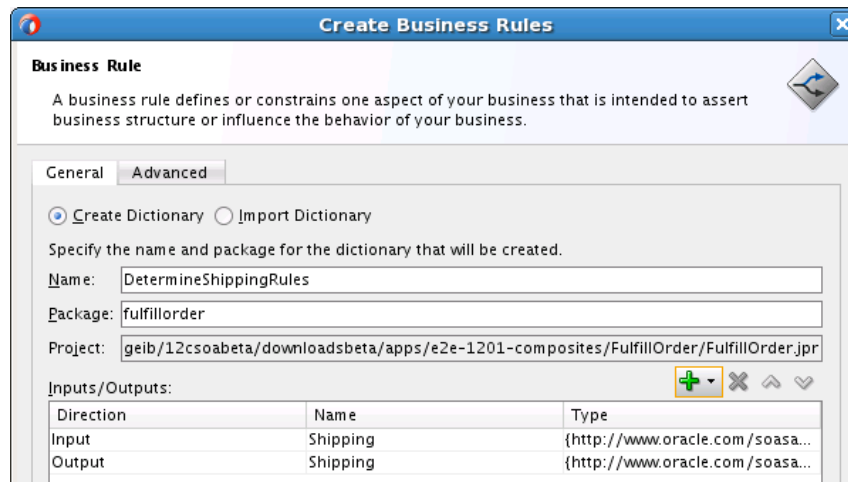 Create Business Rules
Business Rule
A business rule defines or constrains one aspect of your business that is intended to assert
business structure or influence the behavior of your business.
General Advanced
Create Dictionary Import Dictionary
Specify the name and package for the dictionary that will be created.
Name: DetermineShippingRules
Package: fulfillorder
Project: geib/12csoabeta/downloadsbeta/apps/e2e-1201-composites/FulfillOrder/FulfillOrder.jpr
Inputs/Outputs:
Direction Name Type
Input Shipping {http://www.oracle.com/soasa...
Output Shipping {http://www.oracle.com/soasa...